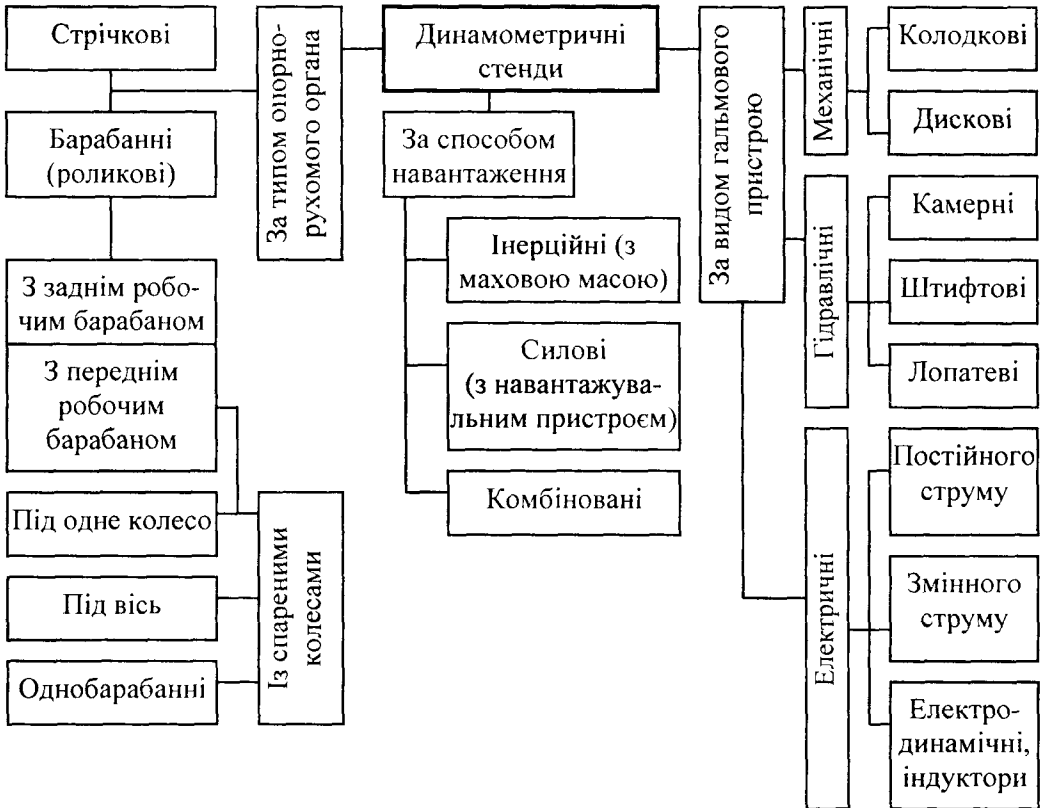 Стрічкові
Барабанні
(роликові)
З заднім робо-
чим барабаном
З переднім
робочим
барабаном
Під одне колесо
Під вісь
Однобарабанні
За типом опорно-
рухомого органа
Із спареними
колесами
Динамометричні
стенди
За способом
навантаження
Інерційні (з
маховою масою)
Силові
(з навантажува-
льним пристроєм)
Комбіновані
За видом гальмового
пристрою
Механічні
Колодкові
Дискові
Гідравлічні
Камерні
Штифтові
Лопатеві
Електричні
Постійного
струму
Змінного
струму
Електро-
динамічні,
індуктори